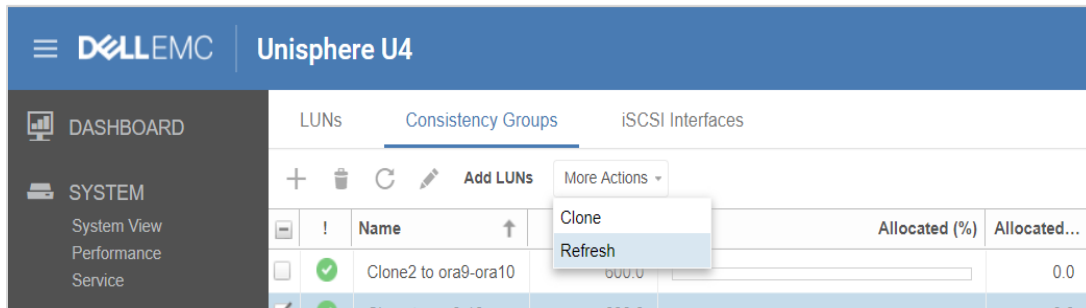 DELLEMC Unisphere U4
DASHBOARD
SYSTEM
System View
Performance
Service
LUNs Consistency Groups iSCSI Interfaces
Add LUNs More Actions
Clone
Refresh
! Name Allocated (%) Allocated...
Clone2 to ora9-ora10 600.0 0.0